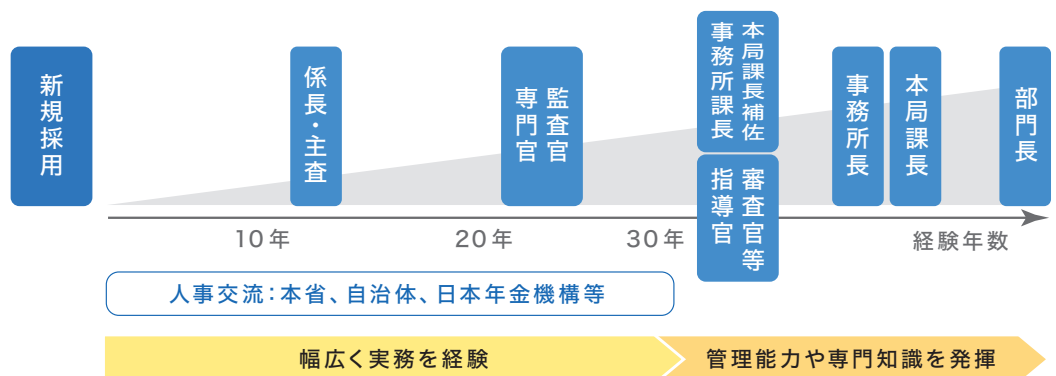 新規採用
係長・主査
監査官
専門官
本局課長補佐
事務所課長
審査官等
指導官
事務所長
本局課長
部門長
10年
20年
30年
経験年数
人事交流：本省、自治体、日本年金機構等
幅広く実務を経験
管理能力や専門知識を発揮